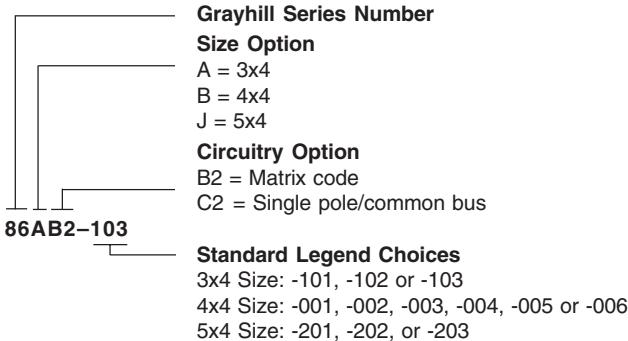 Grayhill Series Number
Size Option
A = 3x4
B = 4x4
J = 5x4
Circuitry Option
B2 = Matrix code
C2 = Single pole/common bus
86AB2–103
Standard Legend Choices
3x4 Size: -101, -102 or -103
4x4 Size: -001, -002, -003, -004, -005 or -006
5x4 Size: -201, -202, or -203